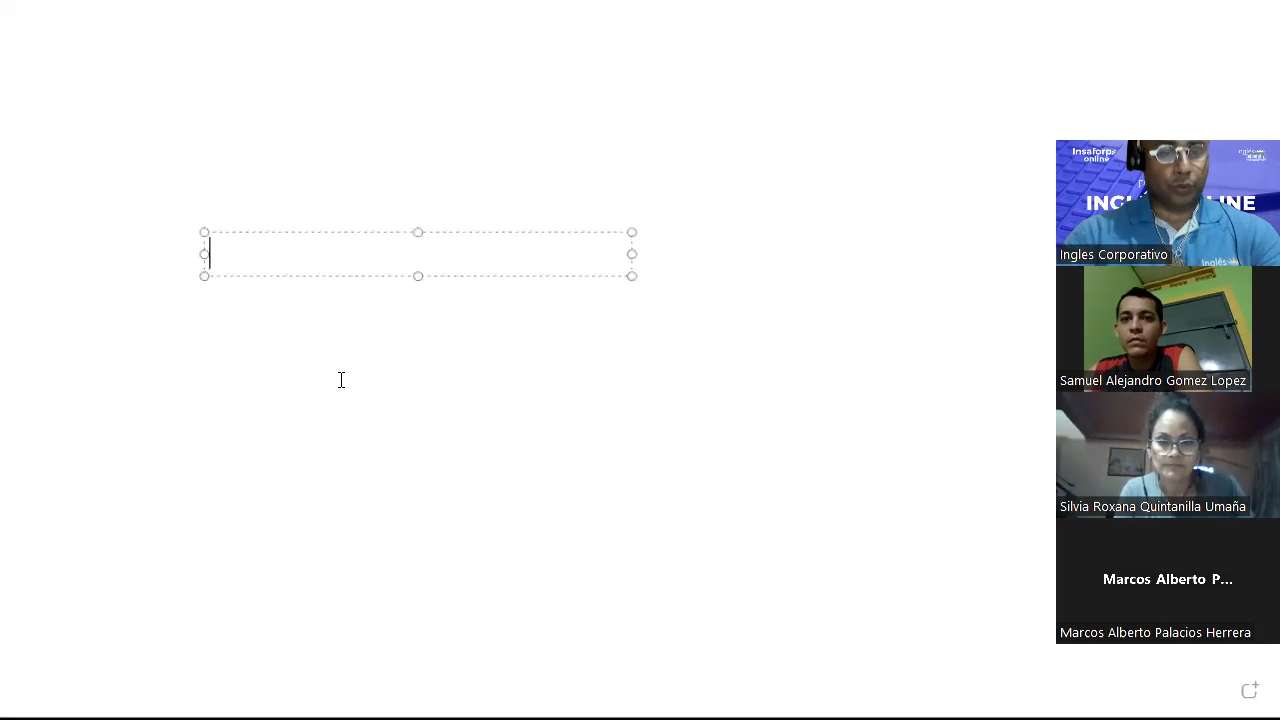 Insaforp
online
INGL
LINE
Inglés
Ingles Corporativo
Samuel Alejandro Gomez Lopez
Silvia Roxana Quintanilla Umaña
Marcos Alberto P...
Marcos Alberto Palacios Herrera